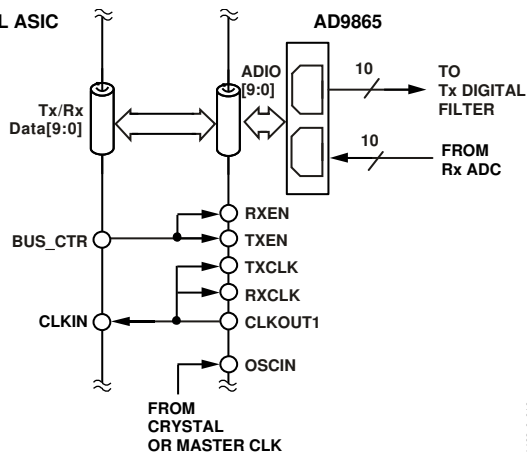 L ASIC
AD9865
Tx/Rx
Data[9:0]
ADIO
[9:0]
10
TO
Tx DIGITAL
FILTER
10
FROM
Rx ADC
RXEN
BUS_CTR
TXEN
TXCLK
RXCLK
CLKIN
CLKOUT1
OSCIN
FROM
CRYSTAL
OR MASTER CLK